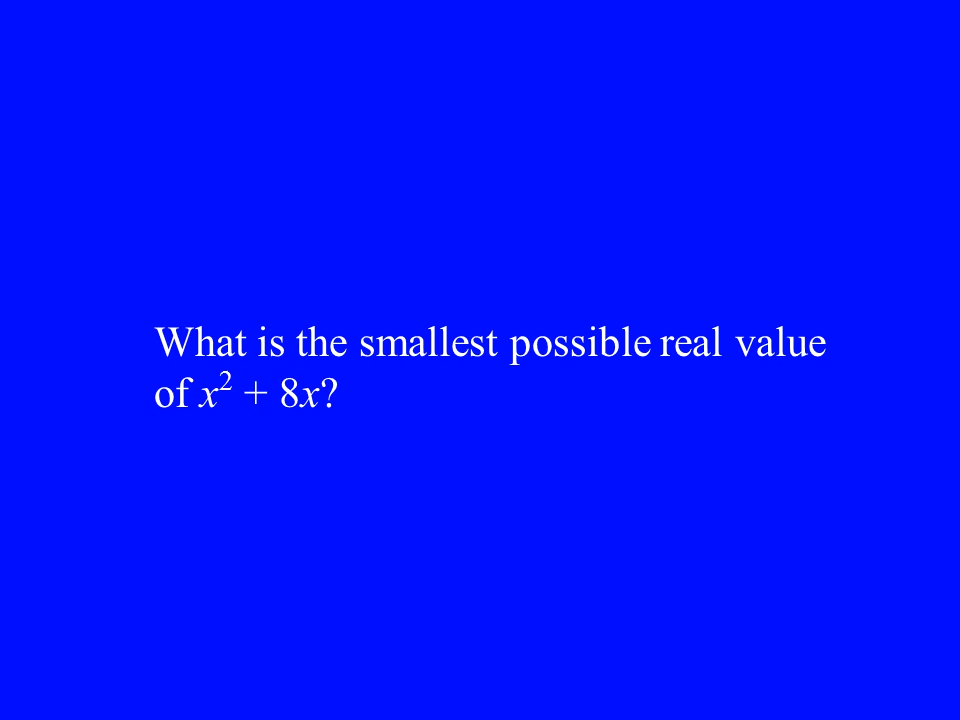 What is the smallest possible real value
of x² + 8x?